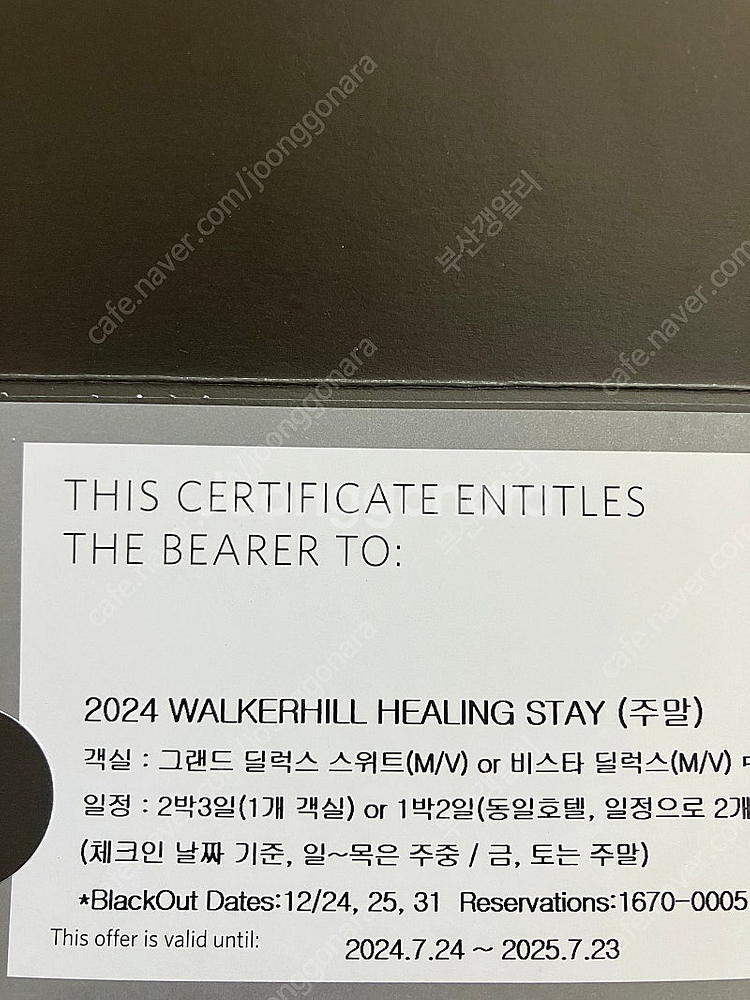 cafe.naver.com/joonggonara
부산갱알리
THIS CERTIFICATE ENTITLES
THE BEARER TO:
2024 WALKERHILL HEALING STAY (주말)
객실 : 그랜드 딜럭스 스위트(M/V) or 비스타 딜럭스(M/V)
일정 : 2박3일(1개 객실) or 1박2일(동일호텔, 일정으로 2개
(체크인 날짜 기준, 일~목은 주중 / 금, 토는 주말)
*BlackOut Dates:12/24, 25, 31 Reservations:1670-0005
This offer is valid until: 2024.7.24 ~ 2025.7.23